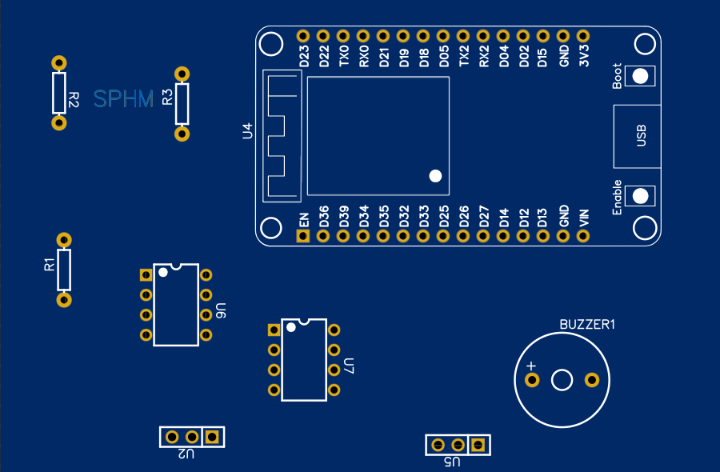 D23 D22 TX0 RX0 D21 D19 D18 D05 TX2 RX2 D04 D02 D15 GND 3V3
Boot
R2
SPHM
R3
U4
USB
Enable
EN D36 D39 D34 D35 D32 D33 D25 D26 D27 D14 D12 D13 GND VIN
R1
U6
BUZZER1
U7
+
U2
U5